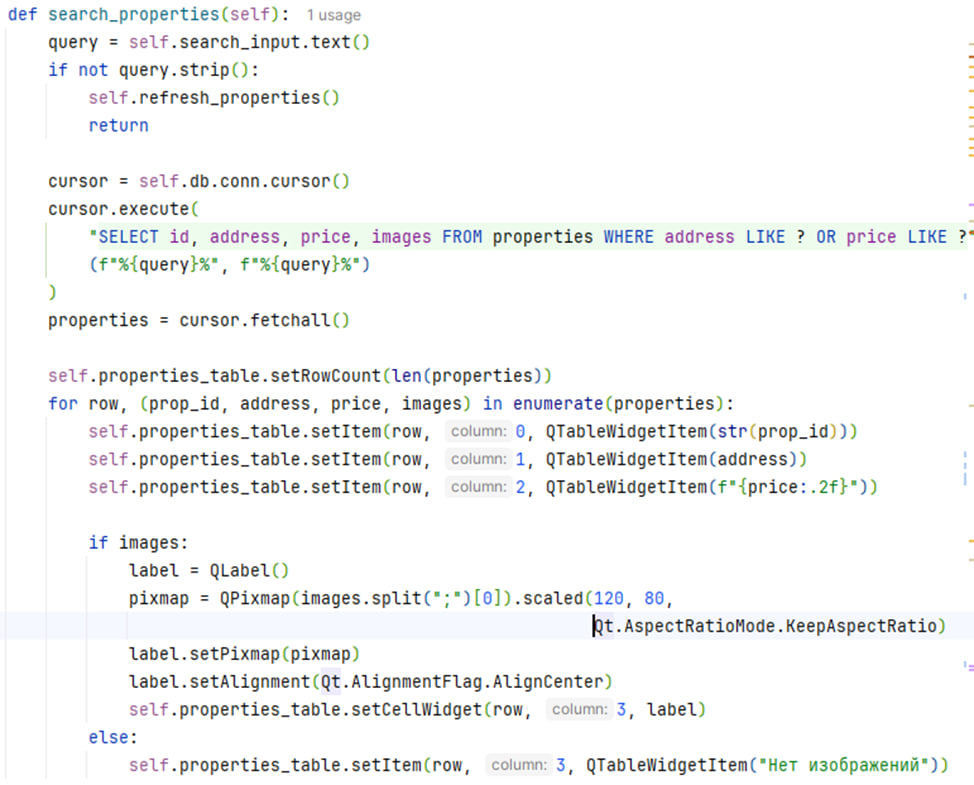 def search_properties(self): 1 usage
    query = self.search_input.text()
    if not query.strip():
        self.refresh_properties()
        return

    cursor = self.db.conn.cursor()
    cursor.execute(
        "SELECT id, address, price, images FROM properties WHERE address LIKE ? OR price LIKE ?"
        (f"%{query}%", f"%{query}%")
    )
    properties = cursor.fetchall()

    self.properties_table.setRowCount(len(properties))
    for row, (prop_id, address, price, images) in enumerate(properties):
        self.properties_table.setItem(row, column: 0, QTableWidgetItem(str(prop_id)))
        self.properties_table.setItem(row, column: 1, QTableWidgetItem(address))
        self.properties_table.setItem(row, column: 2, QTableWidgetItem(f"{price:.2f}"))

        if images:
            label = QLabel()
            pixmap = QPixmap(images.split(";")[0]).scaled(120, 80,
                                                          Qt.AspectRatioMode.KeepAspectRatio)
            label.setPixmap(pixmap)
            label.setAlignment(Qt.AlignmentFlag.AlignCenter)
            self.properties_table.setCellWidget(row, column: 3, label)
        else:
            self.properties_table.setItem(row, column: 3, QTableWidgetItem("Нет изображений"))